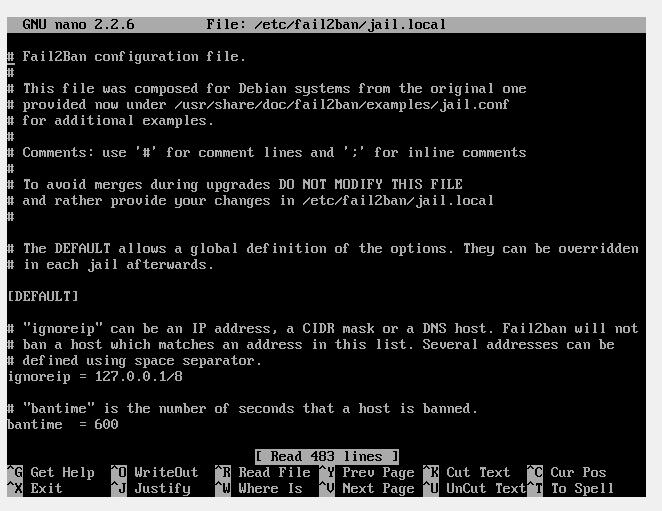 GNU nano 2.2.6 File: /etc/fail2ban/jail.local
# Fail2Ban configuration file.
#
# This file was composed for Debian systems from the original one
# provided now under /usr/share/doc/fail2ban/examples/jail.conf
# for additional examples.
#
# Comments: use '#' for comment lines and ';' for inline comments
#
# To avoid merges during upgrades DO NOT MODIFY THIS FILE
# and rather provide your changes in /etc/fail2ban/jail.local
#
# The DEFAULT allows a global definition of the options. They can be overridden
# in each jail afterwards.
[DEFAULT]
# "ignoreip" can be an IP address, a CIDR mask or a DNS host. Fail2ban will not
# ban a host which matches an address in this list. Several addresses can be
# defined using space separator.
ignoreip = 127.0.0.1/8
# "bantime" is the number of seconds that a host is banned.
bantime  = 600
[ Read 483 lines ]
^G Get Help ^O WriteOut ^R Read File ^Y Prev Page ^K Cut Text ^C Cur Pos
^X Exit ^J Justify ^W Where Is ^V Next Page ^U UnCut Text ^T To Spell